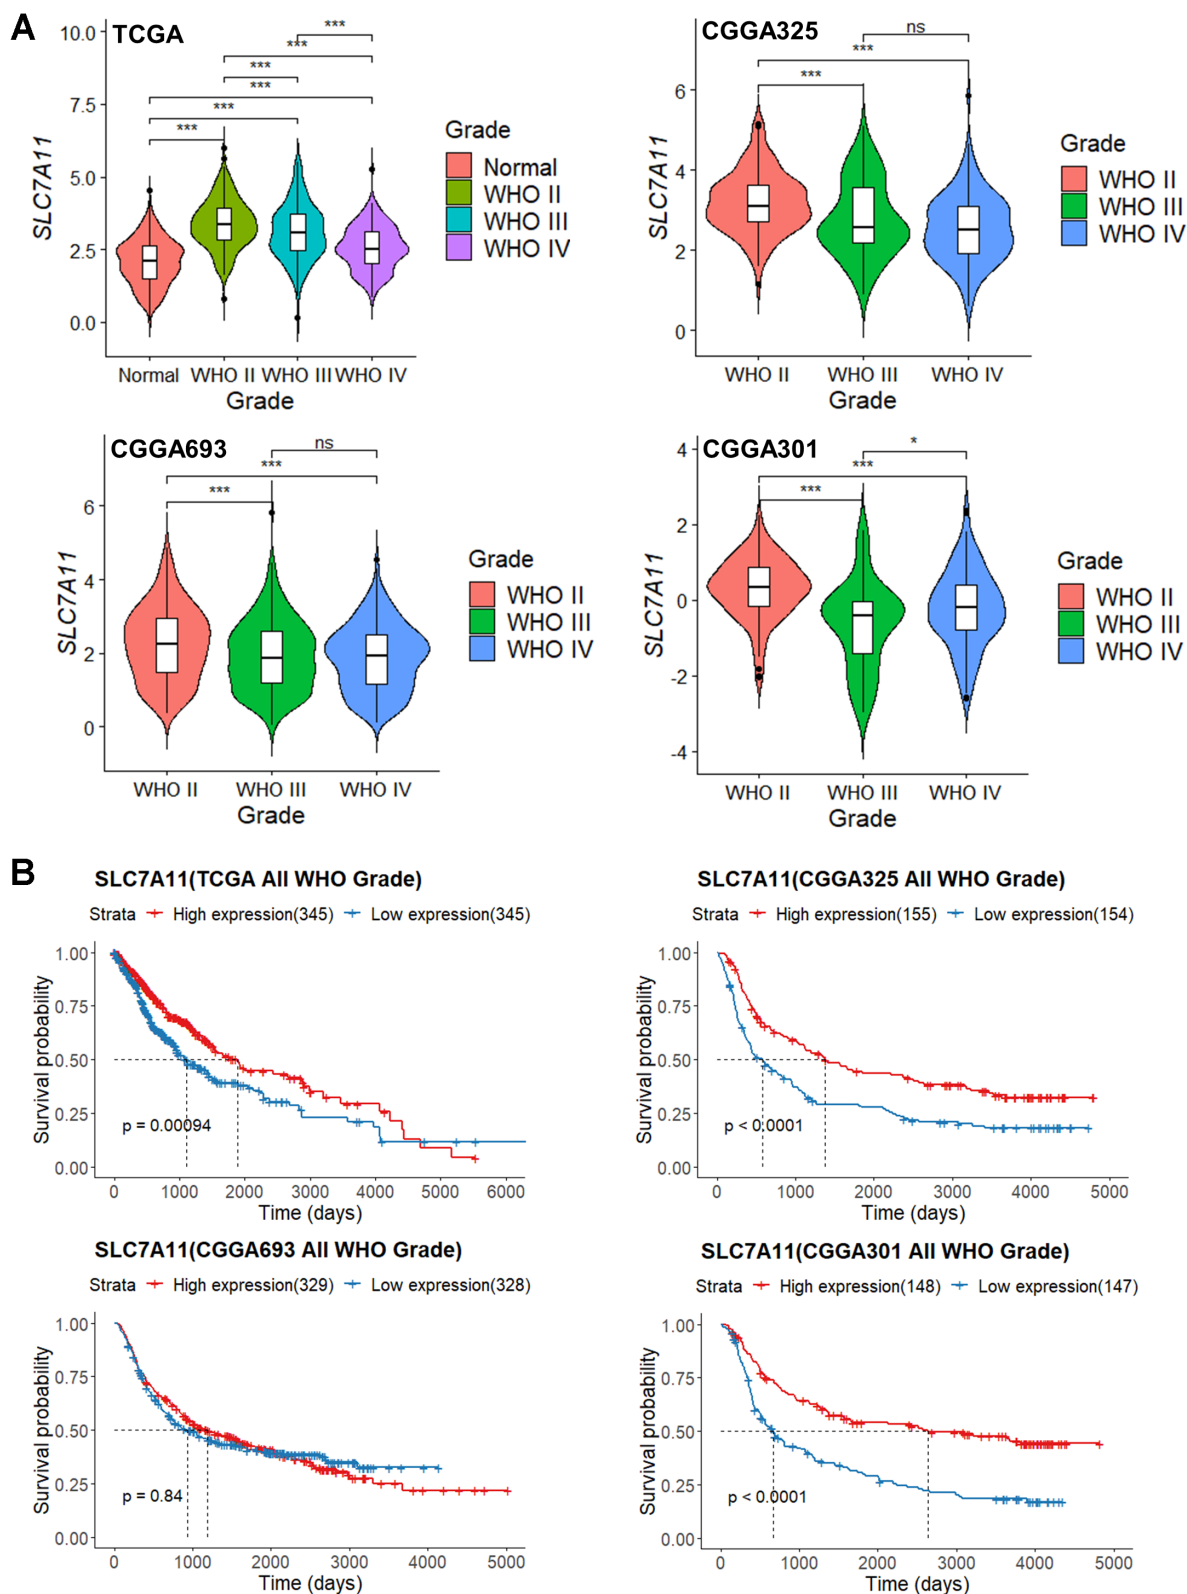 A
TCGA
SLC7A11
10.0
7.5
5.0
2.5
0.0
***
***
***
***
***
***
Normal WHO II WHO III WHO IV
Grade
Grade
Normal
WHO II
WHO III
WHO IV
CGGA325
SLC7A11
6
4
2
0
ns
***
***
WHO II WHO III WHO IV
Grade
Grade
WHO II
WHO III
WHO IV
CGGA693
SLC7A11
6
4
2
0
ns
***
***
WHO II WHO III WHO IV
Grade
Grade
WHO II
WHO III
WHO IV
CGGA301
SLC7A11
4
2
0
-2
-4
*
***
***
WHO II WHO III WHO IV
Grade
Grade
WHO II
WHO III
WHO IV
B
SLC7A11(TCGA All WHO Grade)
Strata High expression(345) Low expression(345)
Survival probability
1.00
0.75
0.50
0.25
0.00
p = 0.00094
0 1000 2000 3000 4000 5000 6000
Time (days)
SLC7A11(CGGA325 All WHO Grade)
Strata High expression(155) Low expression(154)
Survival probability
1.00
0.75
0.50
0.25
0.00
p < 0.0001
0 1000 2000 3000 4000 5000
Time (days)
SLC7A11(CGGA693 All WHO Grade)
Strata High expression(329) Low expression(328)
Survival probability
1.00
0.75
0.50
0.25
0.00
p = 0.84
0 1000 2000 3000 4000 5000
Time (days)
SLC7A11(CGGA301 All WHO Grade)
Strata High expression(148) Low expression(147)
Survival probability
1.00
0.75
0.50
0.25
0.00
p < 0.0001
0 1000 2000 3000 4000 5000
Time (days)